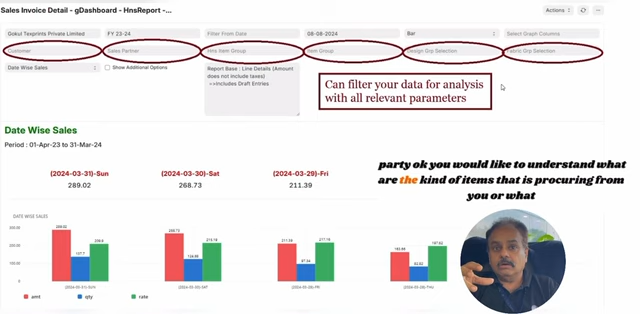 Sales Invoice Detail - gDashboard - HnsReport -...
Actions
Gokul Texprints Private Limited
FY 23-24
Filter From Date
08-08-2024
Bar
Select Graph Columns
Customer
Sales Partner
Hns Item Group
Item Group
Design Grp Selection
Fabric Grp Selection
Date Wise Sales
Show Additional Options
Report Base : Line Details (Amount
does not include taxes)
<=>Includes Draft Entries
Can filter your data for analysis
with all relevant parameters
Date Wise Sales
Period : 01-Apr-23 to 31-Mar-24
(2024-03-31)-Sun
289.02
(2024-03-30)-Sat
268.73
(2024-03-29)-Fri
211.39
party ok you would like to understand what
are the kind of items that is procuring from
you or what
DATE WISE SALES
amt
qty
rate